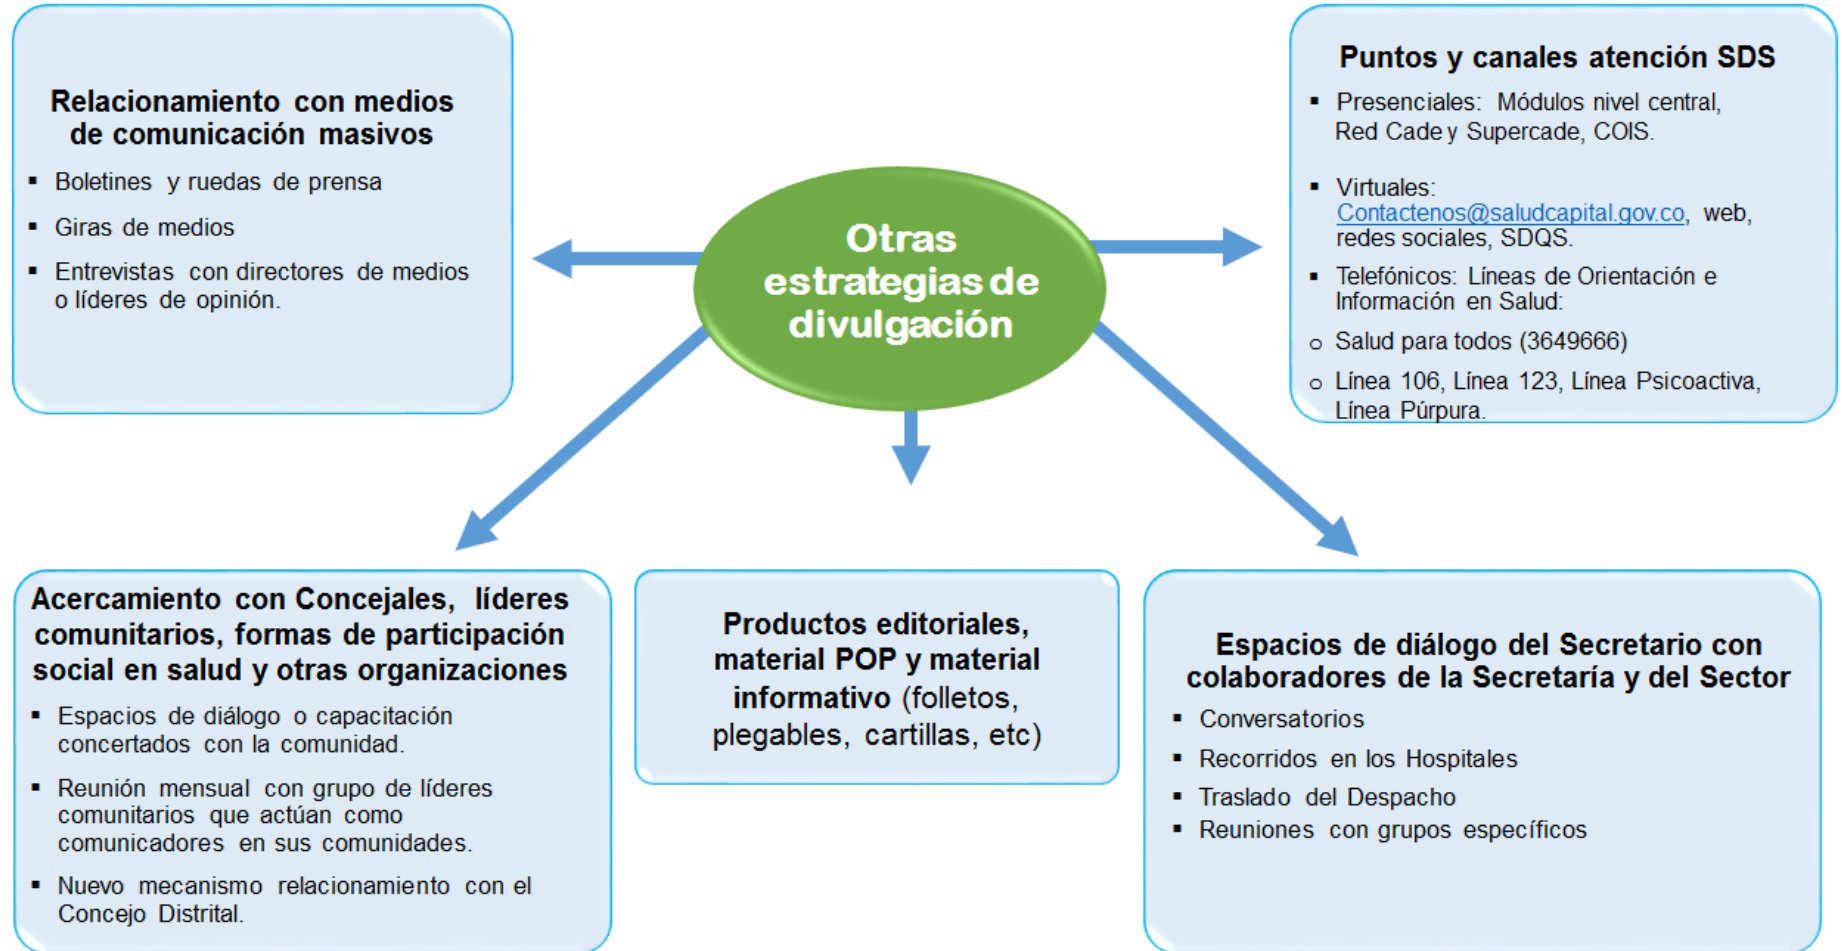 Relacionamiento con medios
de comunicación masivos
▪ Boletines y ruedas de prensa
▪ Giras de medios
▪ Entrevistas con directores de medios
o líderes de opinión.
Otras
estrategias de
divulgación
Puntos y canales atención SDS
▪ Presenciales: Módulos nivel central,
Red Cade y Supercade, COIS.
▪ Virtuales:
Contactenos@saludcapital.gov.co, web,
redes sociales, SDQS.
▪ Telefónicos: Líneas de Orientación e
Información en Salud:
o Salud para todos (3649666)
o Línea 106, Línea 123, Línea Psicoactiva,
Línea Púrpura.
Acercamiento con Concejales, líderes
comunitarios, formas de participación
social en salud y otras organizaciones
▪ Espacios de diálogo o capacitación
concertados con la comunidad.
▪ Reunión mensual con grupo de líderes
comunitarios que actúan como
comunicadores en sus comunidades.
▪ Nuevo mecanismo relacionamiento con el
Concejo Distrital.
Productos editoriales,
material POP y material
informativo (folletos,
plegables, cartillas, etc)
Espacios de diálogo del Secretario con
colaboradores de la Secretaría y del Sector
▪ Conversatorios
▪ Recorridos en los Hospitales
▪ Traslado del Despacho
▪ Reuniones con grupos específicos